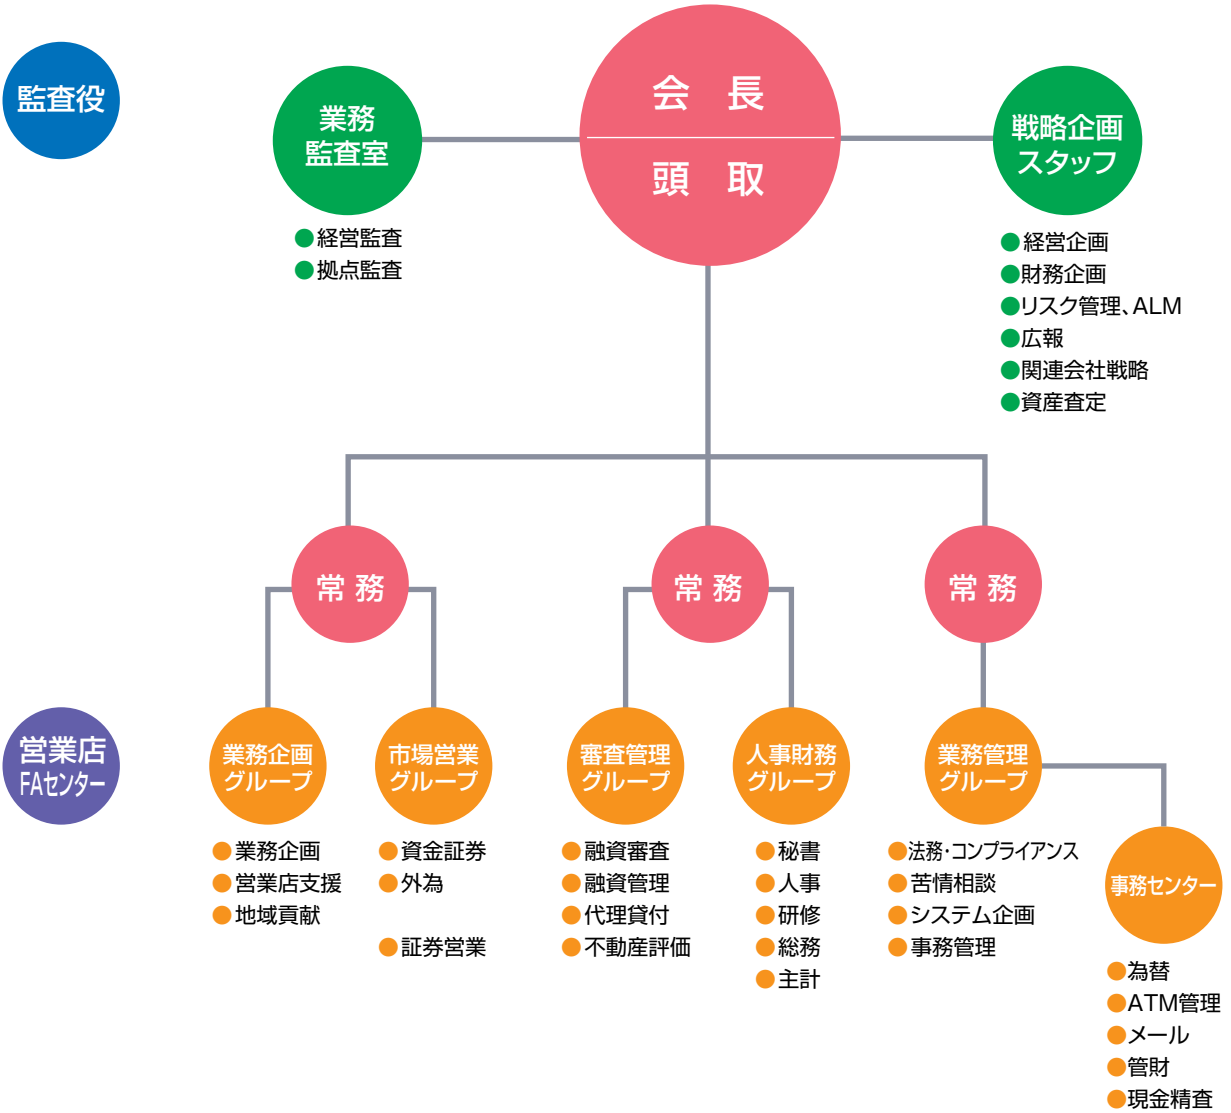 監査役
業務
監査室
●経営監査
●拠点監査
会 長
頭 取
戦略企画
スタッフ
●経営企画
●財務企画
●リスク管理、ALM
●広報
●関連会社戦略
●資産査定
常 務
常 務
常 務
営業店
FAセンター
業務企画
グループ
●業務企画
●営業店支援
●地域貢献
市場営業
グループ
●資金証券
●外為
●証券営業
審査管理
グループ
●融資審査
●融資管理
●代理貸付
●不動産評価
人事財務
グループ
●秘書
●人事
●研修
●総務
●主計
業務管理
グループ
●法務・コンプライアンス
●苦情相談
●システム企画
●事務管理
事務センター
●為替
●ATM管理
●メール
●管財
●現金精査